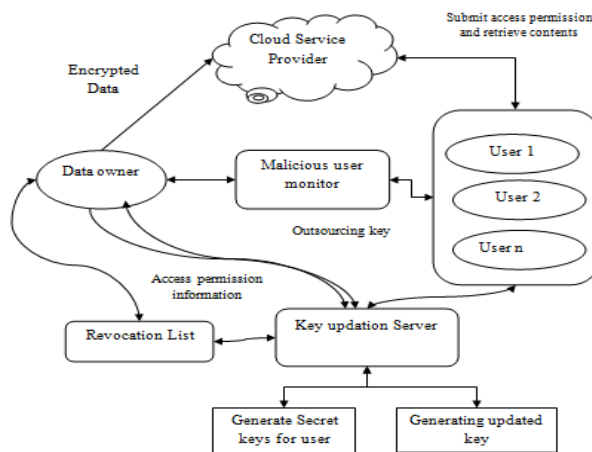 Submit access permission
and retrieve contents
Cloud Service
Provider
Encrypted
Data
User 1
Data owner
Malicious user
monitor
User 2
Outsourcing key
User n
Access permission
information
Revocation List
Key updation Server
Generate Secret
keys for user
Generating updated
key